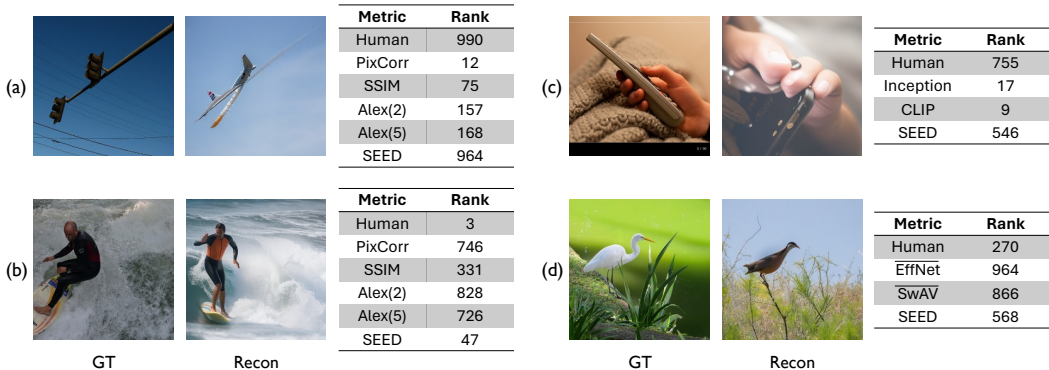 (a)
Metric Rank
Human 990
PixCorr 12
SSIM 75
Alex(2) 157
Alex(5) 168
SEED 964
(b)
Metric Rank
Human 3
PixCorr 746
SSIM 331
Alex(2) 828
Alex(5) 726
SEED 47
GT Recon
(c)
Metric Rank
Human 755
Inception 17
CLIP 9
SEED 546
(d)
Metric Rank
Human 270
EffNet 964
SwAV 866
SEED 568
GT Recon